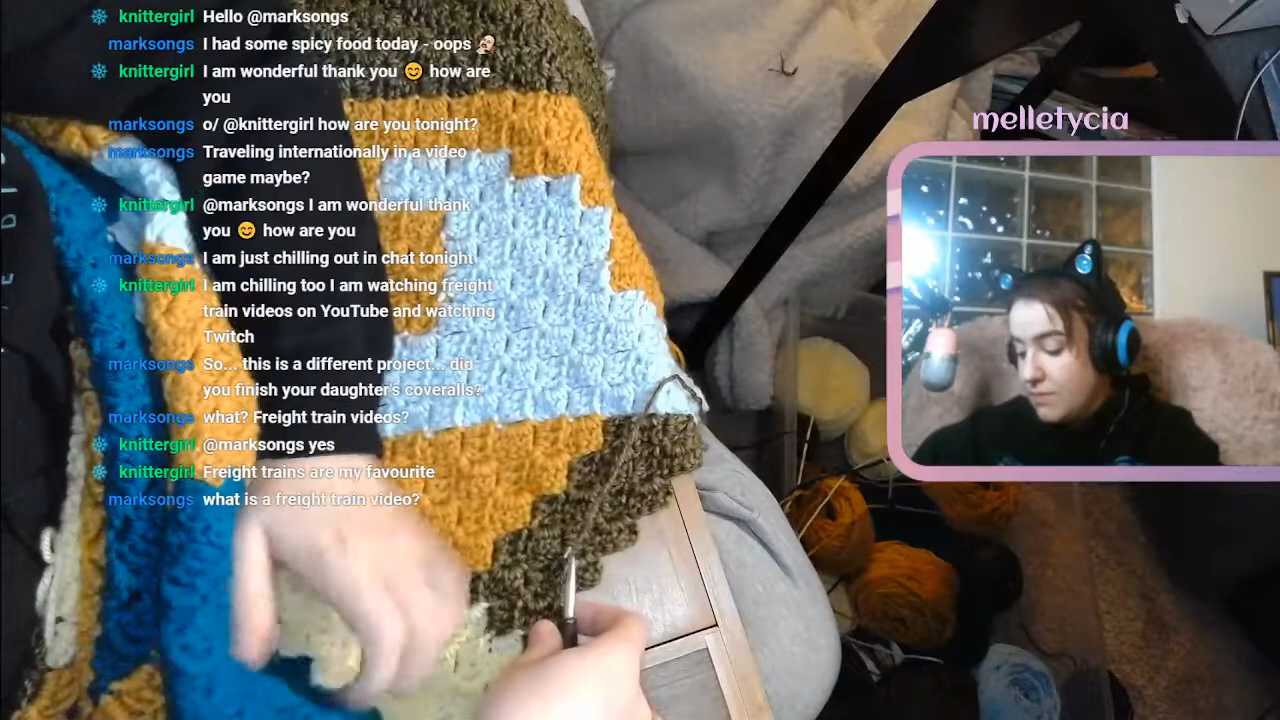 knittergirl Hello @marksongs
marksongs I had some spicy food today - oops
knittergirl I am wonderful thank you 😊 how are
you
marksongs o/ @knittergirl how are you tonight?
marksongs Traveling internationally in a video
game maybe?
knittergirl @marksongs I am wonderful thank
you 😊 how are you
marksongs I am just chilling out in chat tonight
knittergirl I am chilling too I am watching freight
train videos on YouTube and watching
Twitch
marksongs So... this is a different project... did
you finish your daughter's coveralls?
marksongs what? Freight train videos?
knittergirl @marksongs yes
knittergirl Freight trains are my favourite
marksongs what is a freight train video?
melletycia